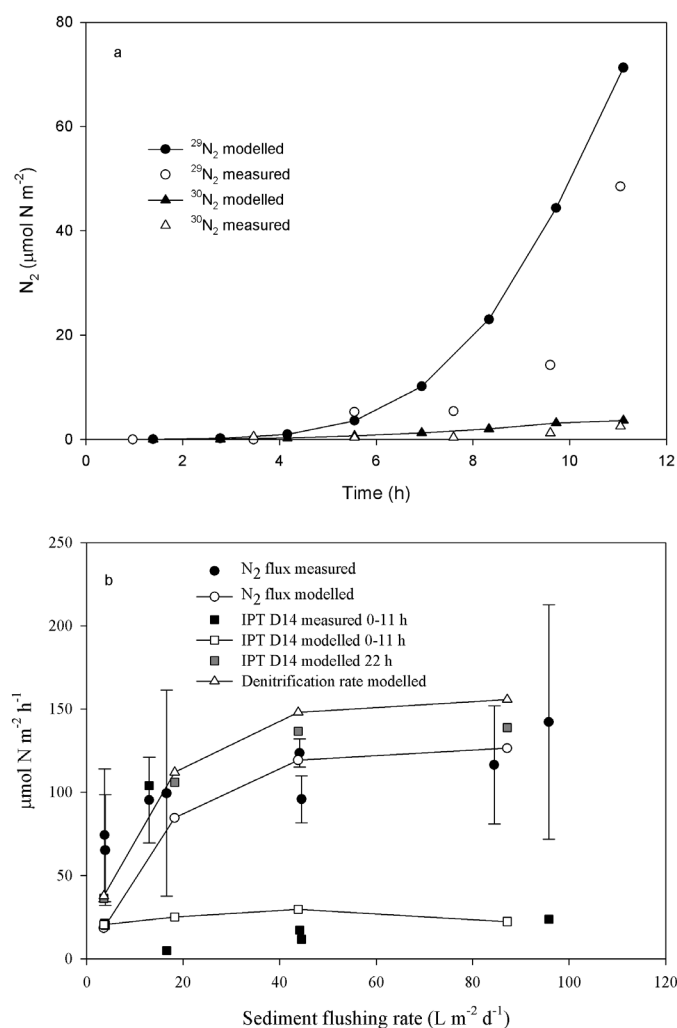 80
a
60
²⁹N₂ modelled
²⁹N₂ measured
³⁰N₂ modelled
³⁰N₂ measured
40
20
0
N₂ (μmol N m⁻²)
0 2 4 6 8 10 12
Time (h)
250
b
N₂ flux measured
N₂ flux modelled
IPT D14 measured 0-11 h
IPT D14 modelled 0-11 h
IPT D14 modelled 22 h
Denitrification rate modelled
200
150
100
50
0
μmol N m⁻² h⁻¹
0 20 40 60 80 100 120
Sediment flushing rate (L m⁻² d⁻¹)